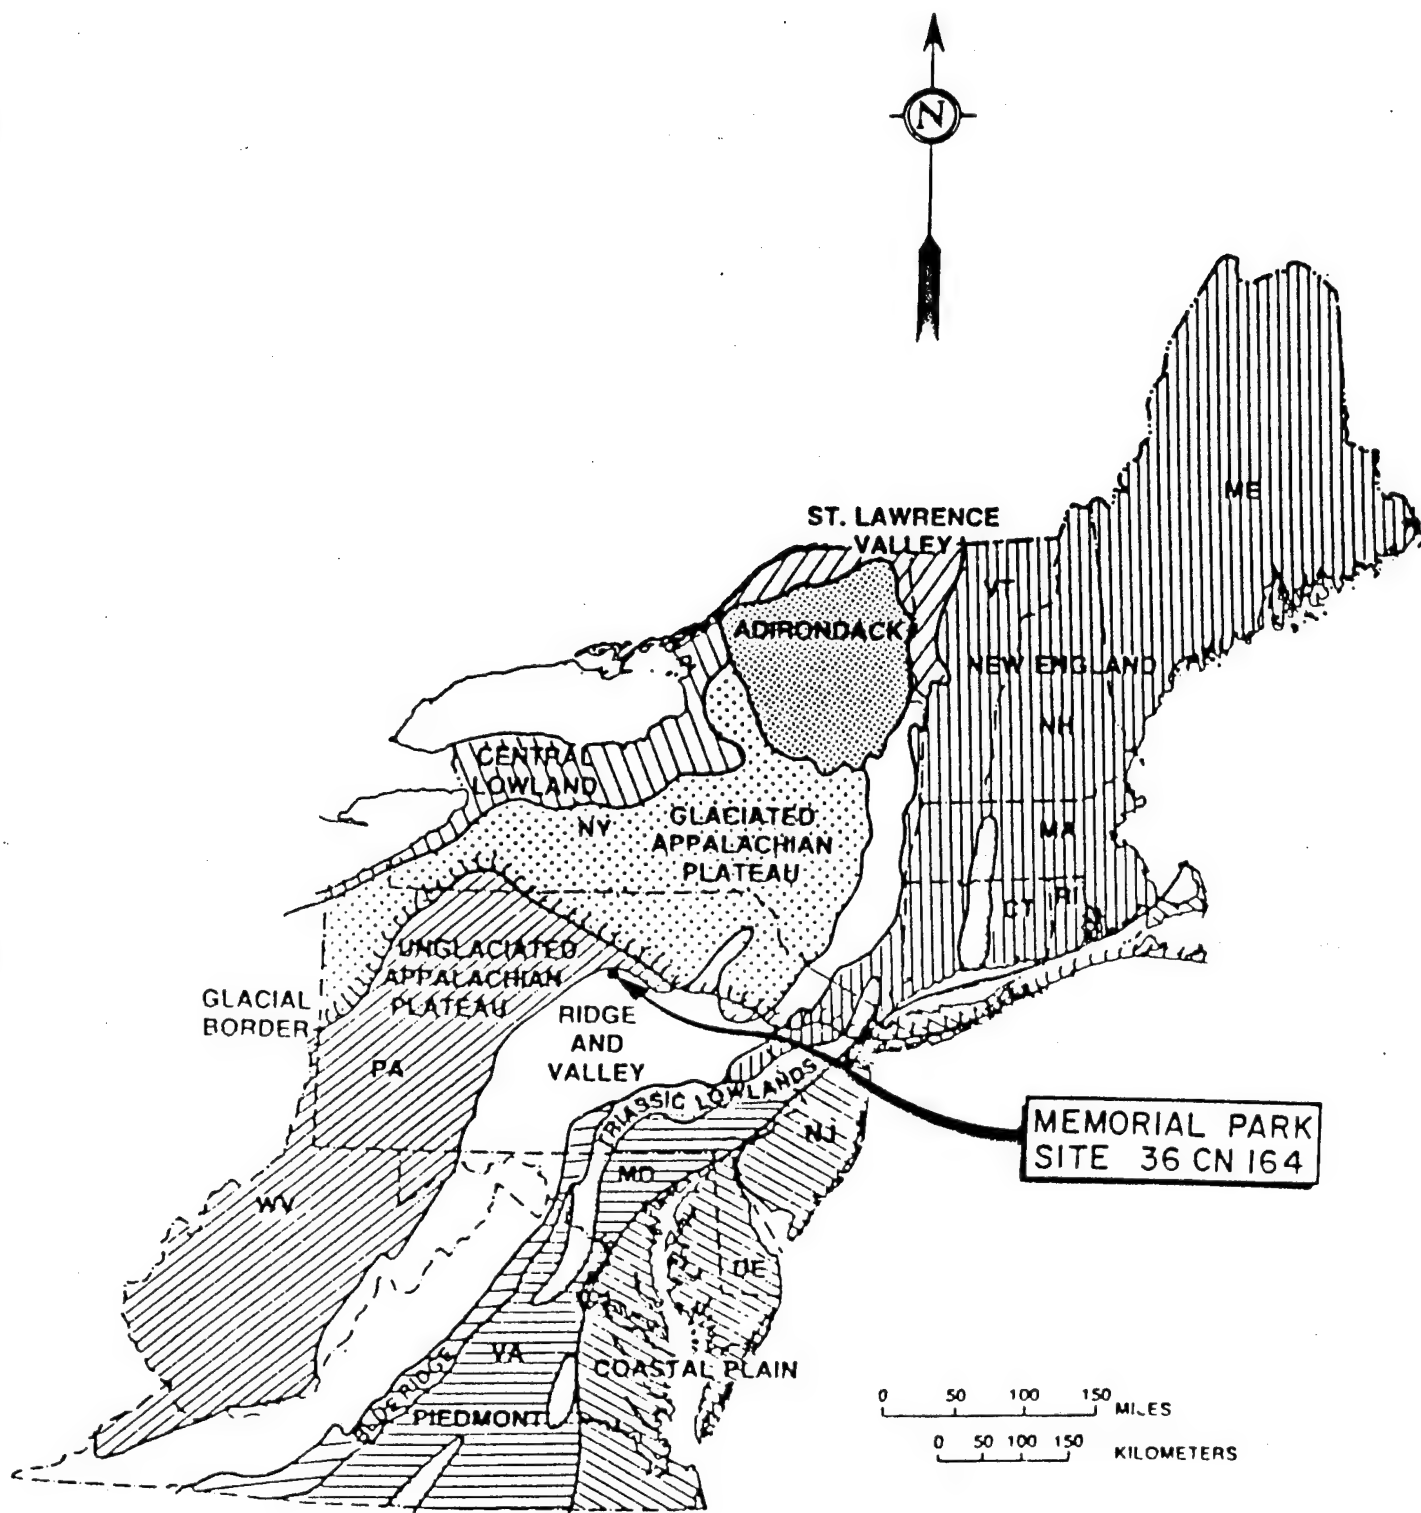 N
ME
ST. LAWRENCE
VALLEY
VT
ADIRONDACK
NEW ENGLAND
NH
CENTRAL
LOWLAND
NY
GLACIATED
APPALACHIAN
PLATEAU
MA
CT
RI
UNGLACIATED
APPALACHIAN
PLATEAU
GLACIAL
BORDER
RIDGE
AND
VALLEY
PA
TRIASSIC LOWLANDS
NJ
MEMORIAL PARK
SITE 36 CN 164
MD
WV
DE
VA
COASTAL PLAIN
BLUE RIDGE
PIEDMONT
0 50 100 150 MILES
0 50 100 150 KILOMETERS